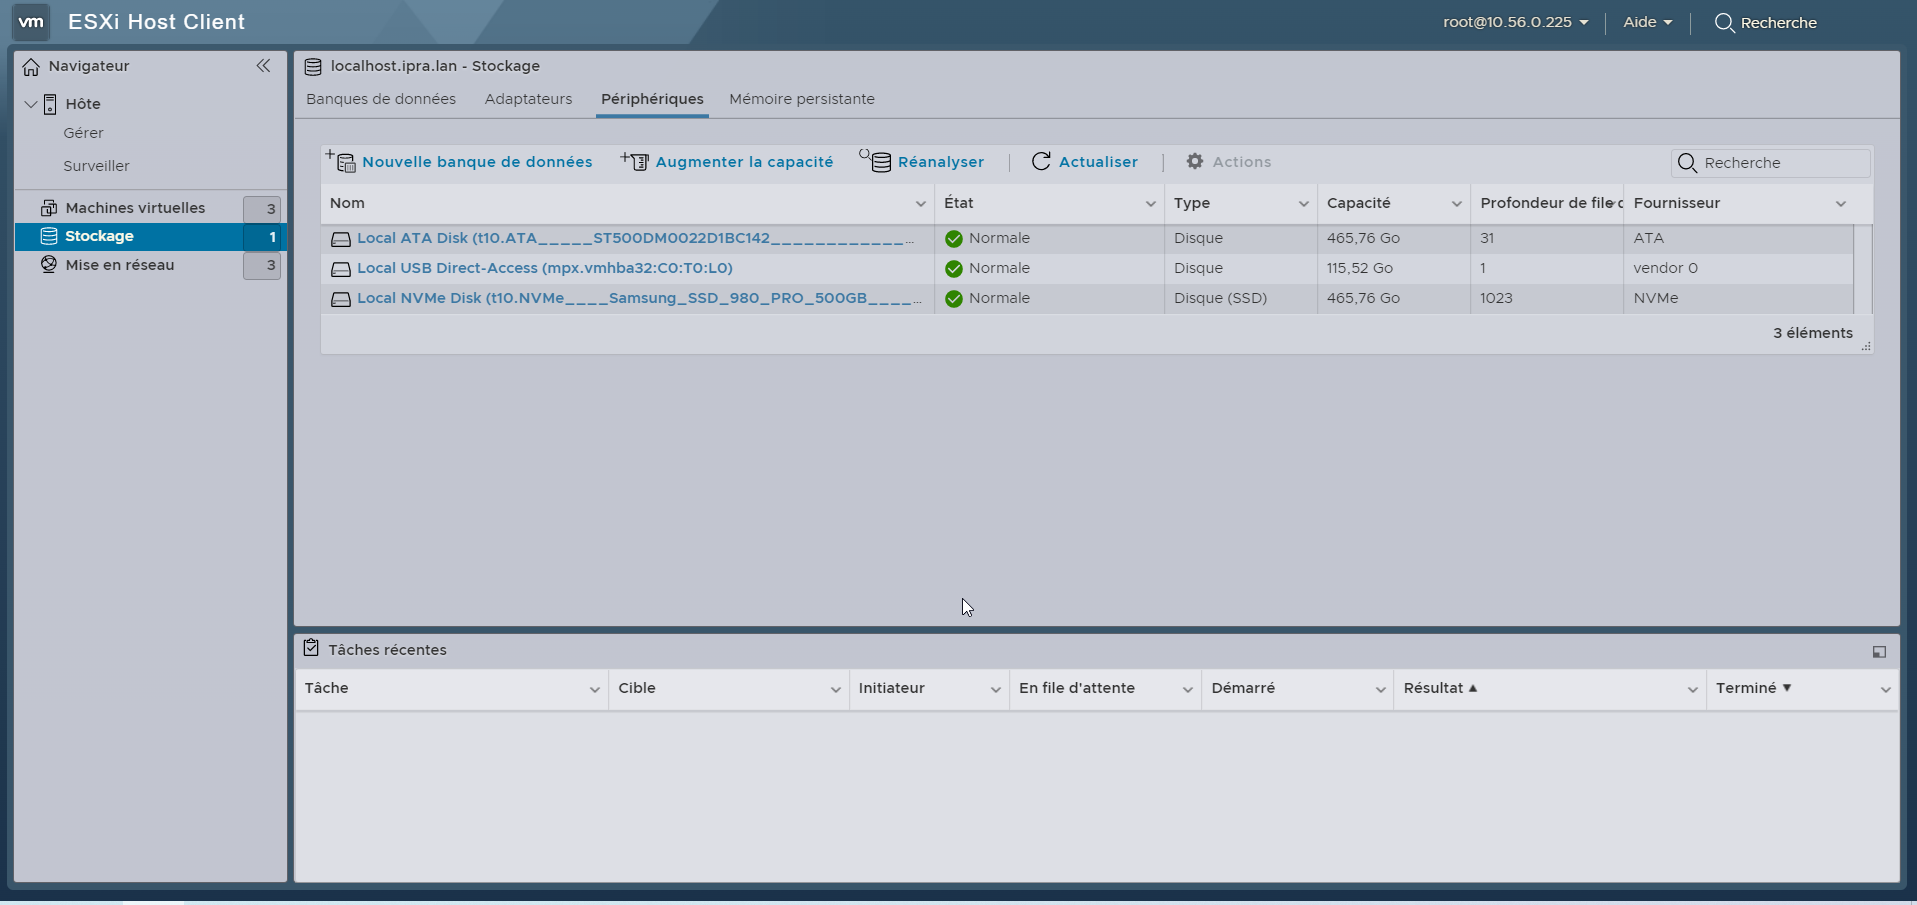 vm ESXi Host Client
root@10.56.0.225 Aide Recherche
Navigateur
Hôte
Gérer
Surveiller
Machines virtuelles 3
Stockage 1
Mise en réseau 3
localhost.ipra.lan - Stockage
Banques de données Adaptateurs Périphériques Mémoire persistante
Nouvelle banque de données Augmenter la capacité Réanalyser Actualiser Actions Recherche
Nom État Type Capacité Profondeur de file d Fournisseur
Local ATA Disk (t10.ATA_____ST500DM0022D1BC142____________... Normale Disque 465,76 Go 31 ATA
Local USB Direct-Access (mpx.vmhba32:C0:T0:L0) Normale Disque 115,52 Go 1 vendor 0
Local NVMe Disk (t10.NVMe____Samsung_SSD_980_PRO_500GB____... Normale Disque (SSD) 465,76 Go 1023 NVMe
3 éléments
Tâches récentes
Tâche Cible Initiateur En file d'attente Démarré Résultat ▲ Terminé ▼